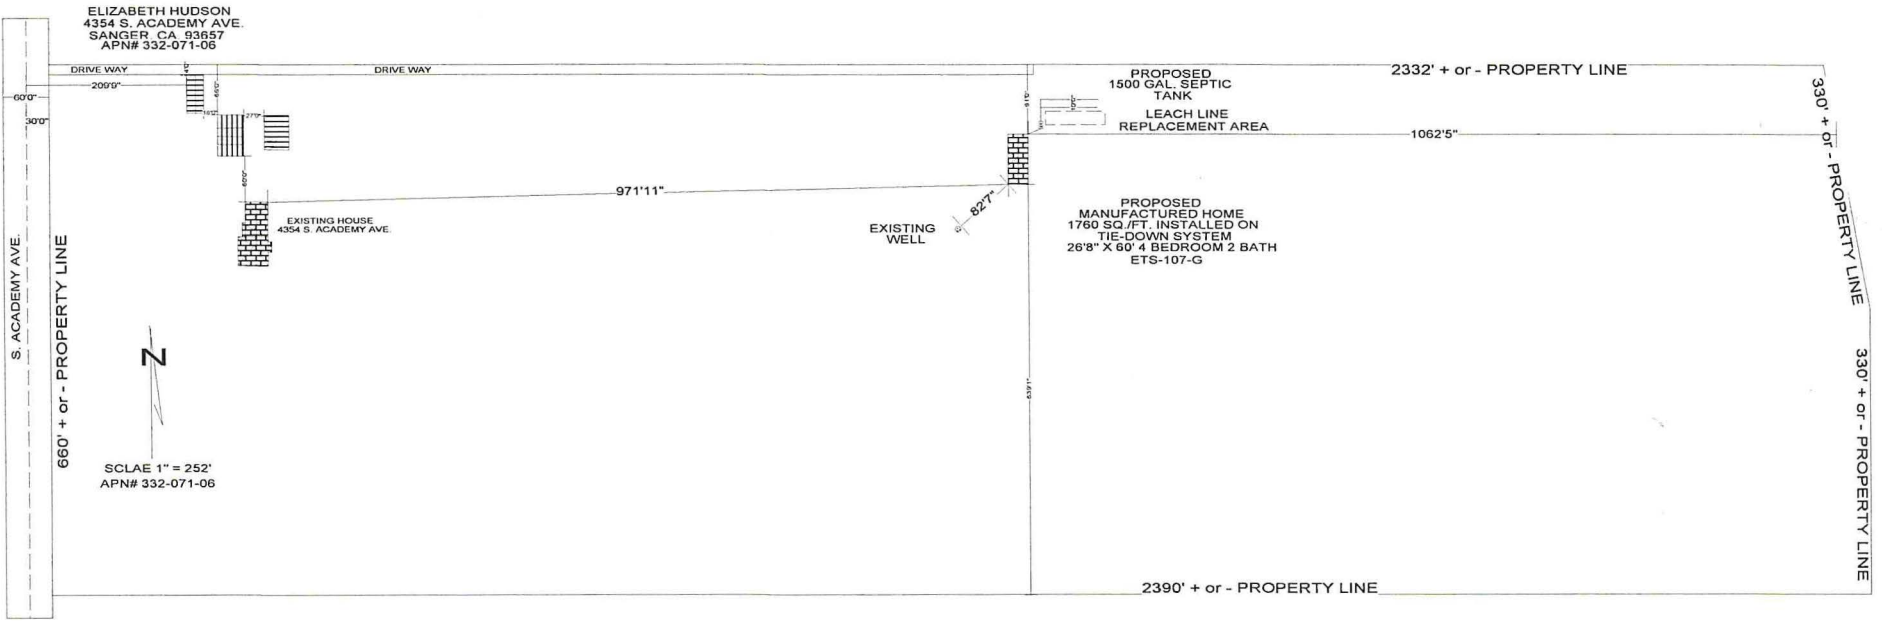 ELIZABETH HUDSON
4354 S. ACADEMY AVE.
SANGER, CA 93657
APN# 332-071-06
DRIVE WAY
DRIVE WAY
209'9"
60'0"
30'0"
27'0"
60'0"
2332' + or - PROPERTY LINE
PROPOSED
1500 GAL. SEPTIC
TANK
LEACH LINE
REPLACEMENT AREA
1062'5"
330' + or - PROPERTY LINE
971'11"
82'7"
EXISTING
WELL
EXISTING HOUSE
4354 S. ACADEMY AVE.
PROPOSED
MANUFACTURED HOME
1760 SQ./FT. INSTALLED ON
TIE-DOWN SYSTEM
26'8" X 60' 4 BEDROOM 2 BATH
ETS-107-G
S. ACADEMY AVE.
660' + or - PROPERTY LINE
N
SCLAE 1" = 252'
APN# 332-071-06
330' + or - PROPERTY LINE
2390' + or - PROPERTY LINE